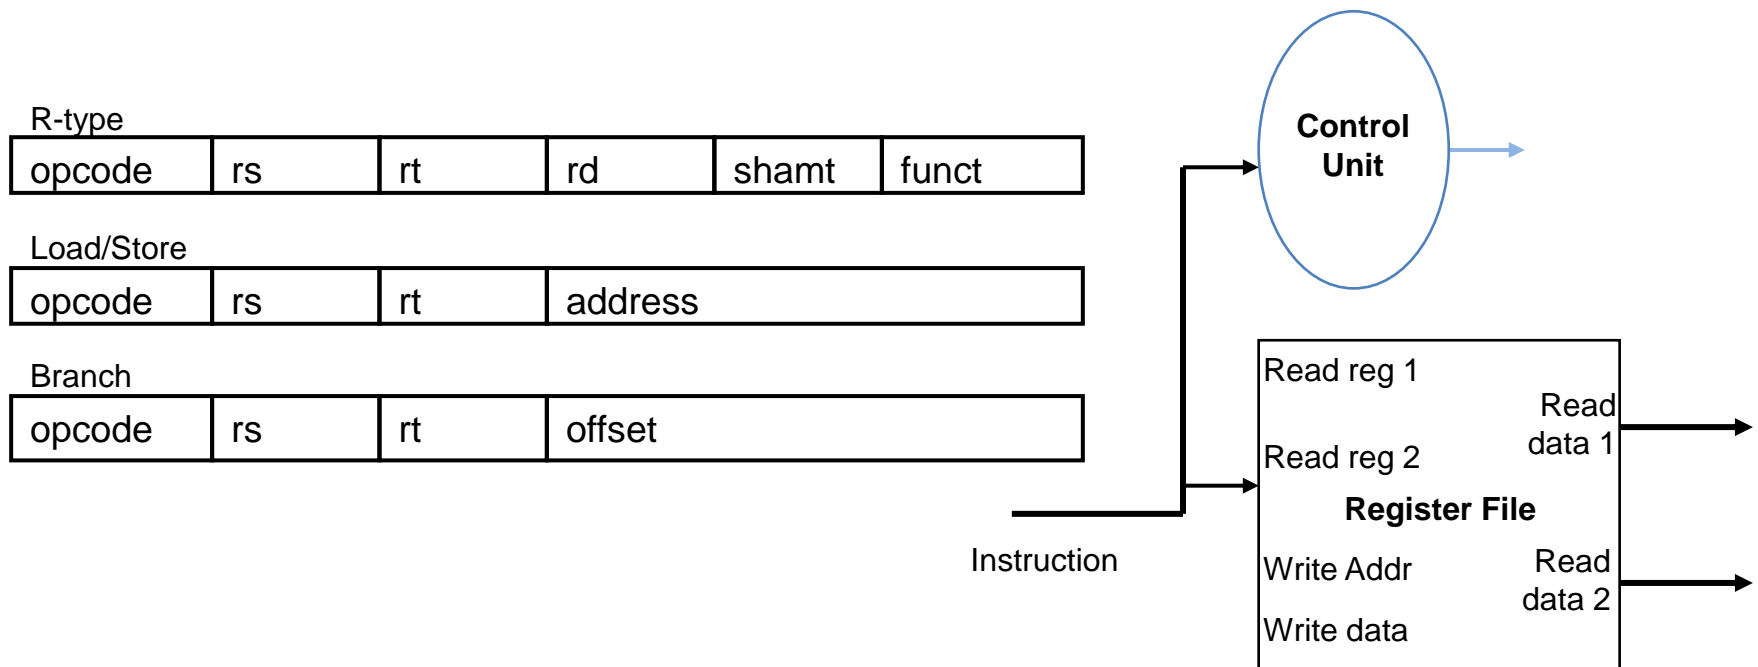 R-type
opcode rs rt rd shamt funct
Load/Store
opcode rs rt address
Branch
opcode rs rt offset
Instruction
Control
Unit
Read reg 1
Read
data 1
Read reg 2
Register File
Write Addr
Read
data 2
Write data